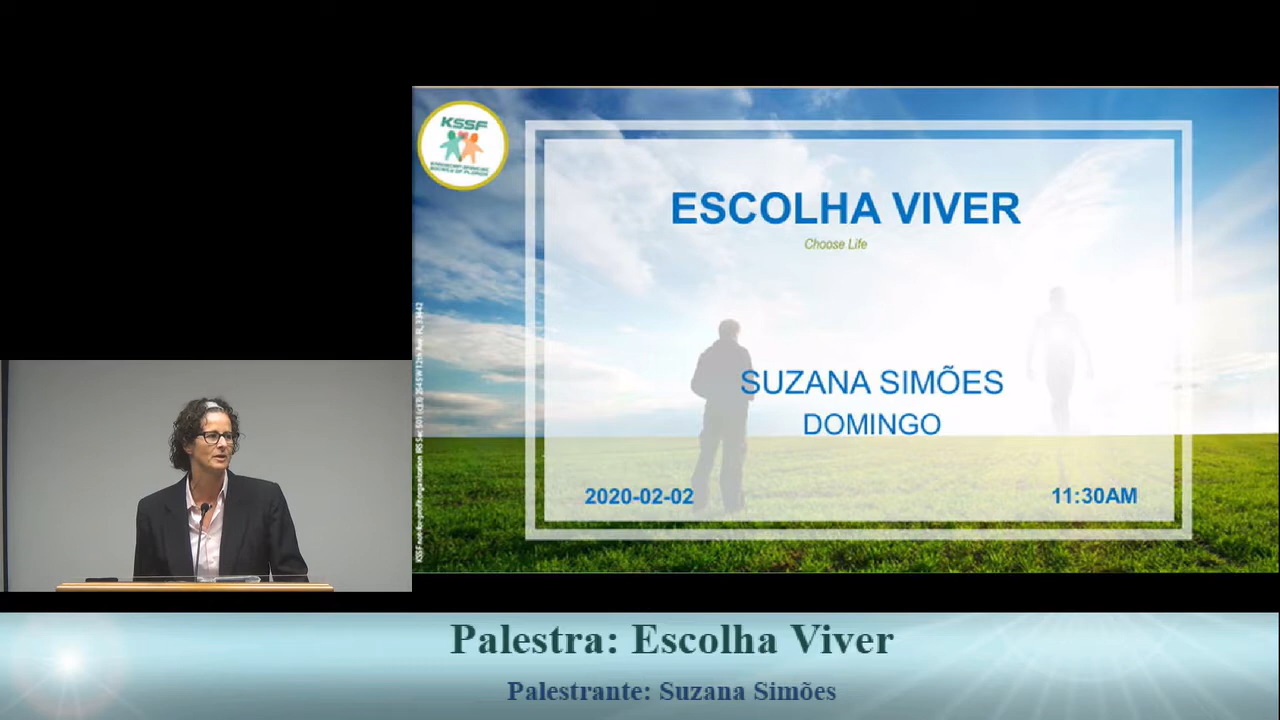 KSSF
ESCOLHA VIVER
Choose Life
SUZANA SIMÕES
DOMINGO
2020-02-02
11:30AM
Palestra: Escolha Viver
Palestrante: Suzana Simões